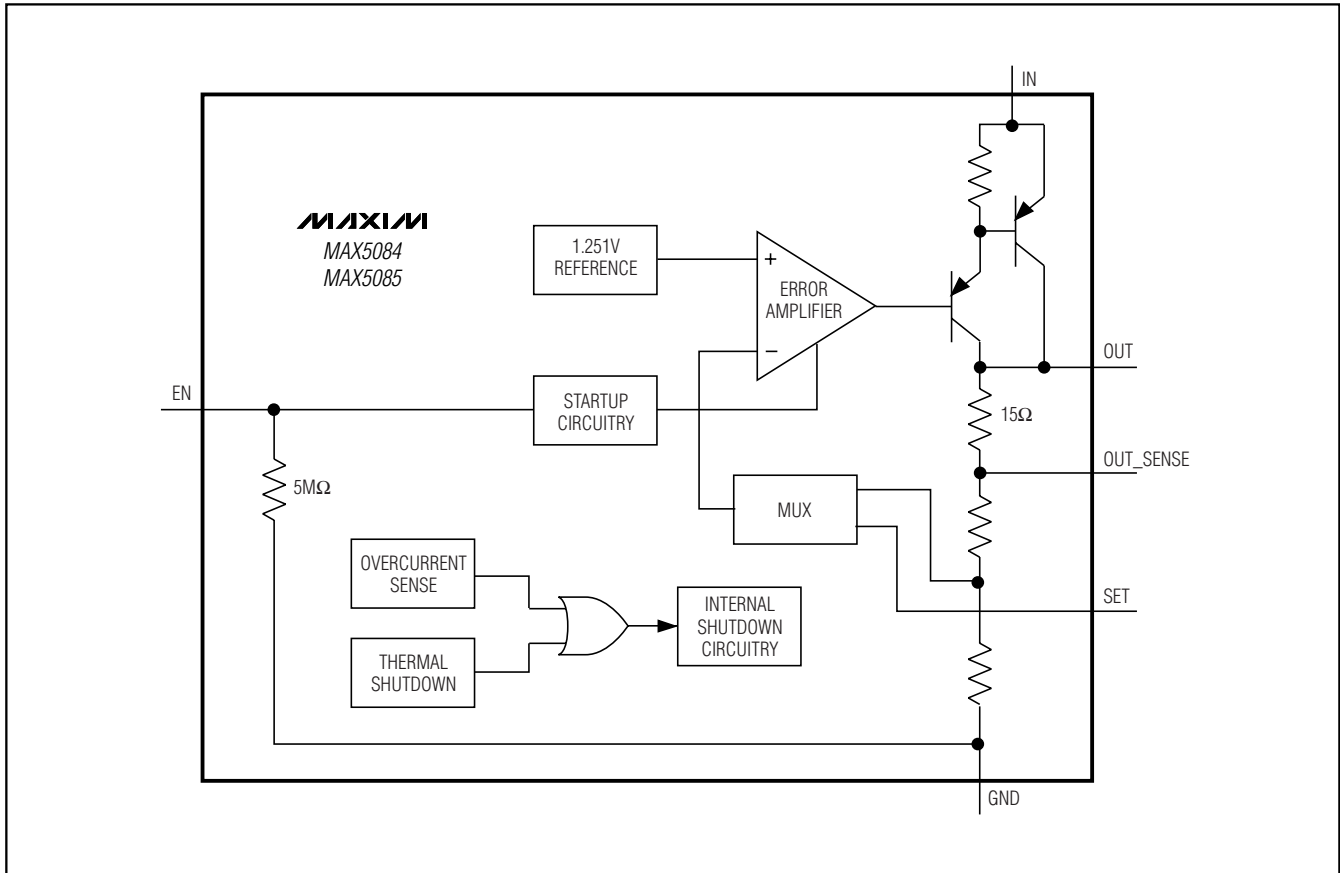 IN
MAXIM
MAX5084
MAX5085
1.251V
REFERENCE
+
ERROR
AMPLIFIER
−
OUT
EN
STARTUP
CIRCUITRY
15Ω
OUT_SENSE
5MΩ
MUX
OVERCURRENT
SENSE
SET
INTERNAL
SHUTDOWN
CIRCUITRY
THERMAL
SHUTDOWN
GND